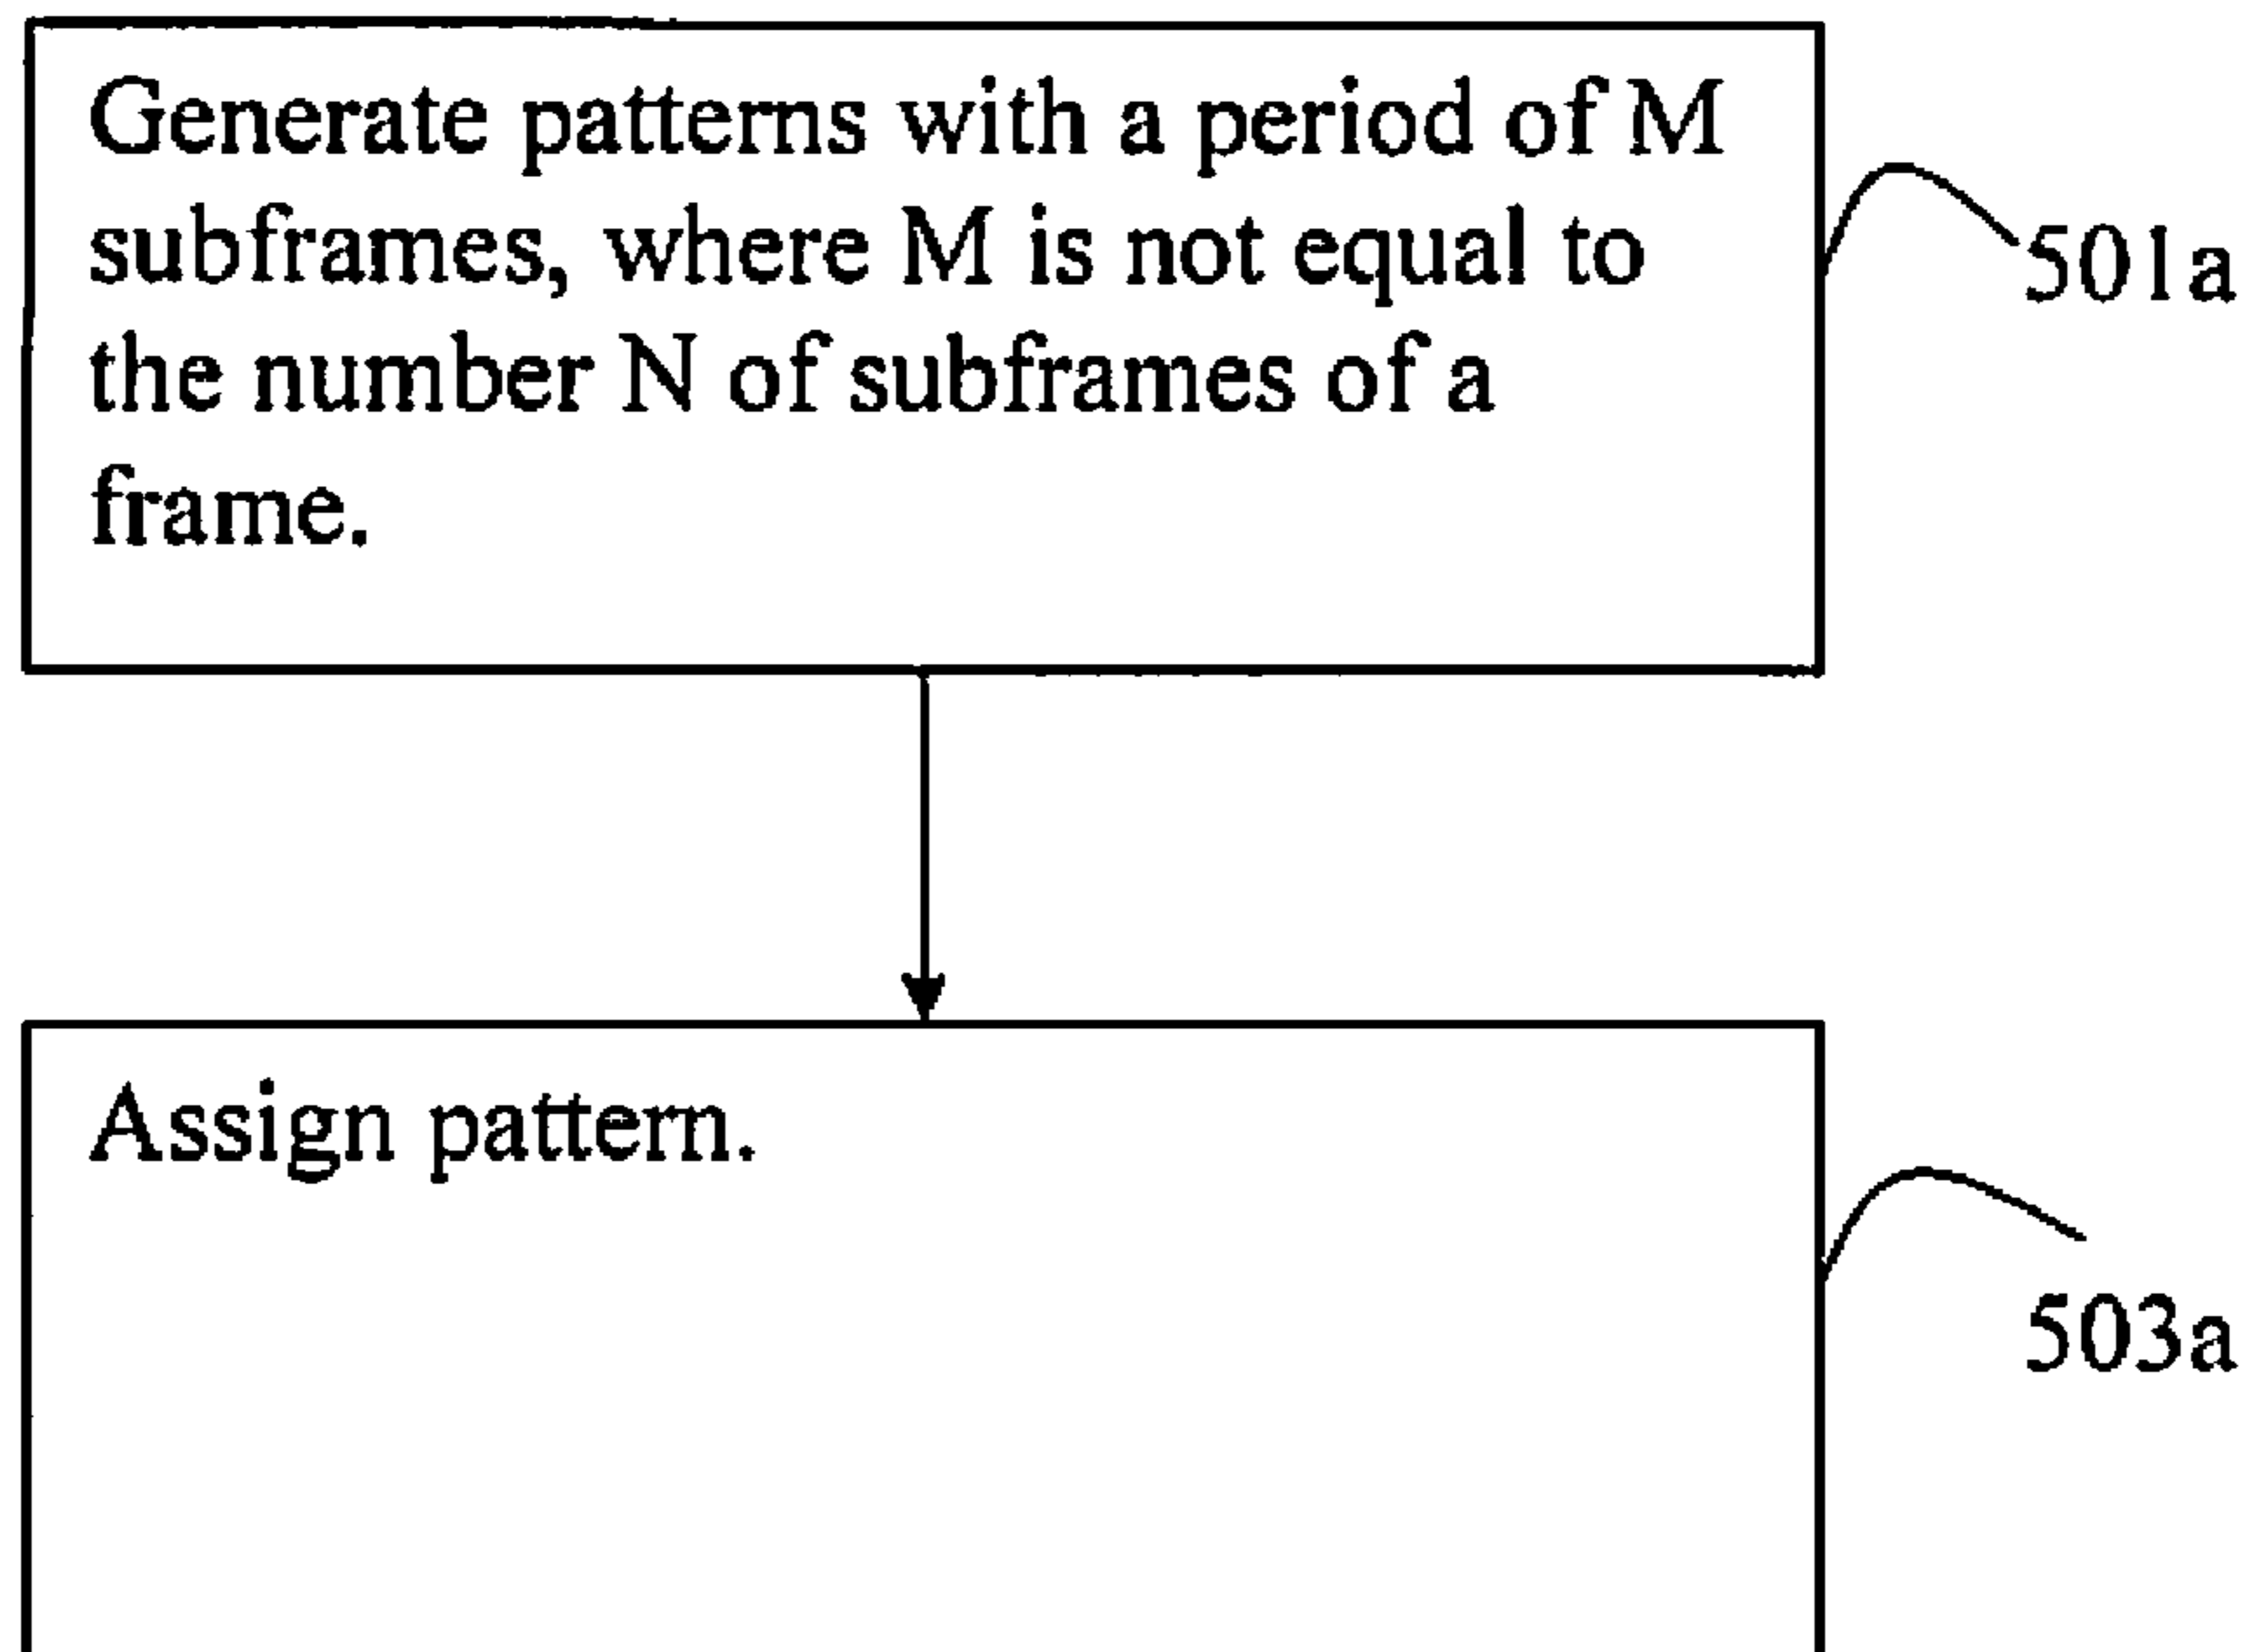 Generate patterns with a period of M
subframes, where M is not equal to
the number N of subframes of a
frame.
501a
Assign pattern.
503a